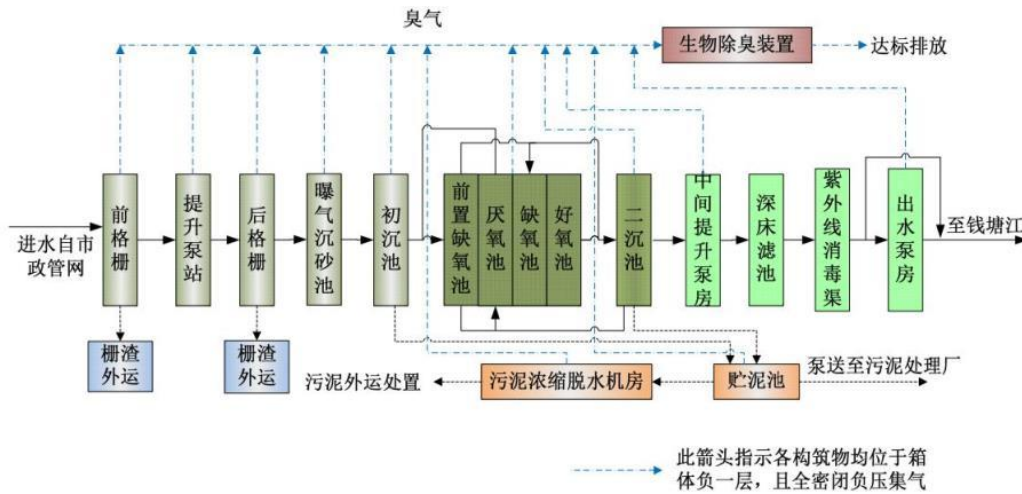 臭气
生物除臭装置
达标排放
进水自市
政管网
前格栅
提升泵站
后格栅
曝气沉砂池
初沉池
前置缺氧池
厌氧池
缺氧池
好氧池
二沉池
中间提升泵房
深床滤池
紫外线消毒渠
出水泵房
至钱塘江
栅渣
外运
栅渣
外运
污泥外运处置
污泥浓缩脱水机房
贮泥池
泵送至污泥处理厂
此箭头指示各构筑物均位于箱
体负一层，且全密闭负压集气